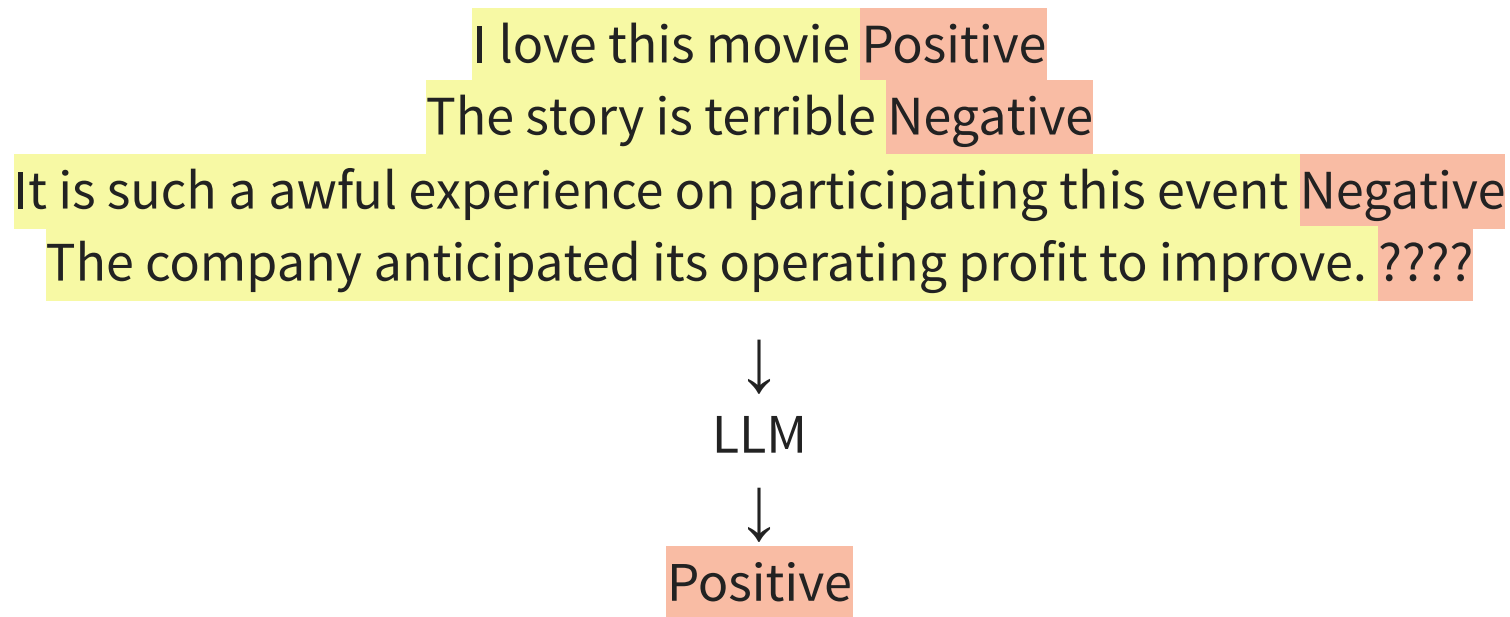 I love this movie Positive
The story is terrible Negative
It is such a awful experience on participating this event Negative
The company anticipated its operating profit to improve. ????
↓
LLM
↓
Positive